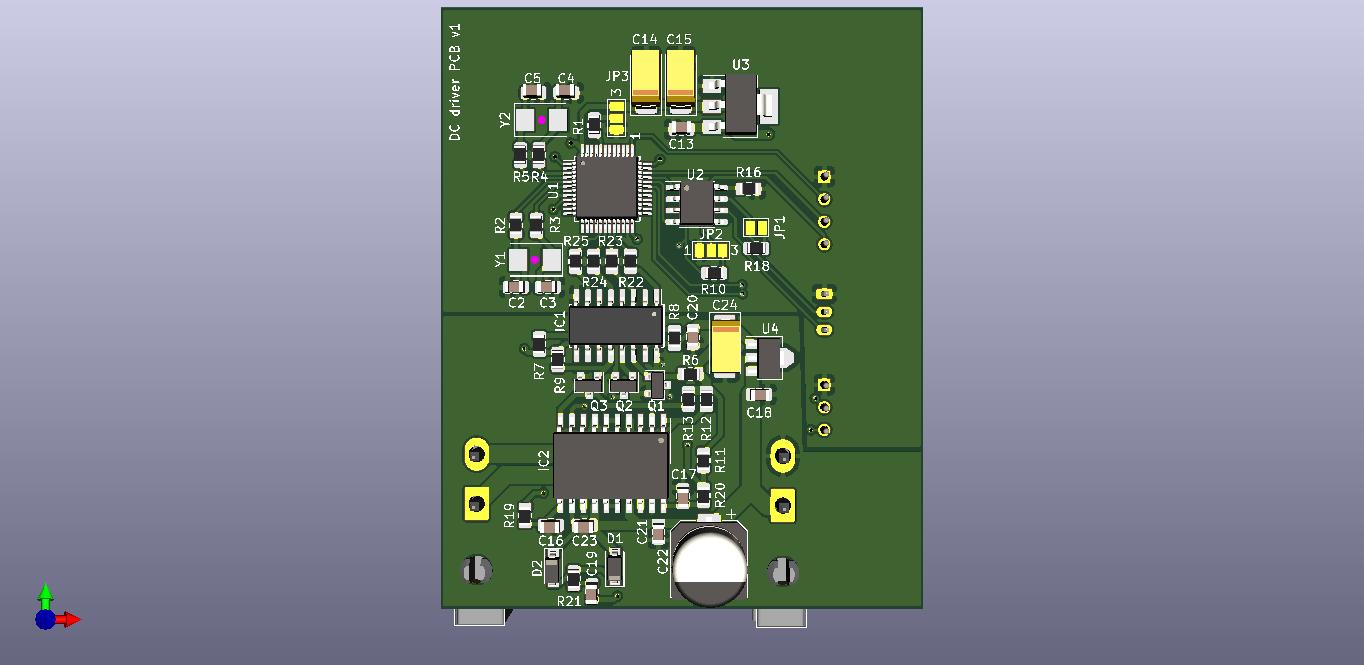 DC driver PCB v1
C14 C15
U3
JP3
C5 C4
3
Y2
R1
1
C13
R5 R4
U1
U2
R16
R2
R3
JP1
R25 R23
JP2
1 3
Y1
R18
R24 R22
R10
C2 C3
C24
IC1
R8
C20
U4
R7
R9
R6
Q3 Q2 Q1
C18
R13
R12
IC2
R11
C17
R20
R19
+
C16 C23
C21
D1
C22
D2
C19
R21